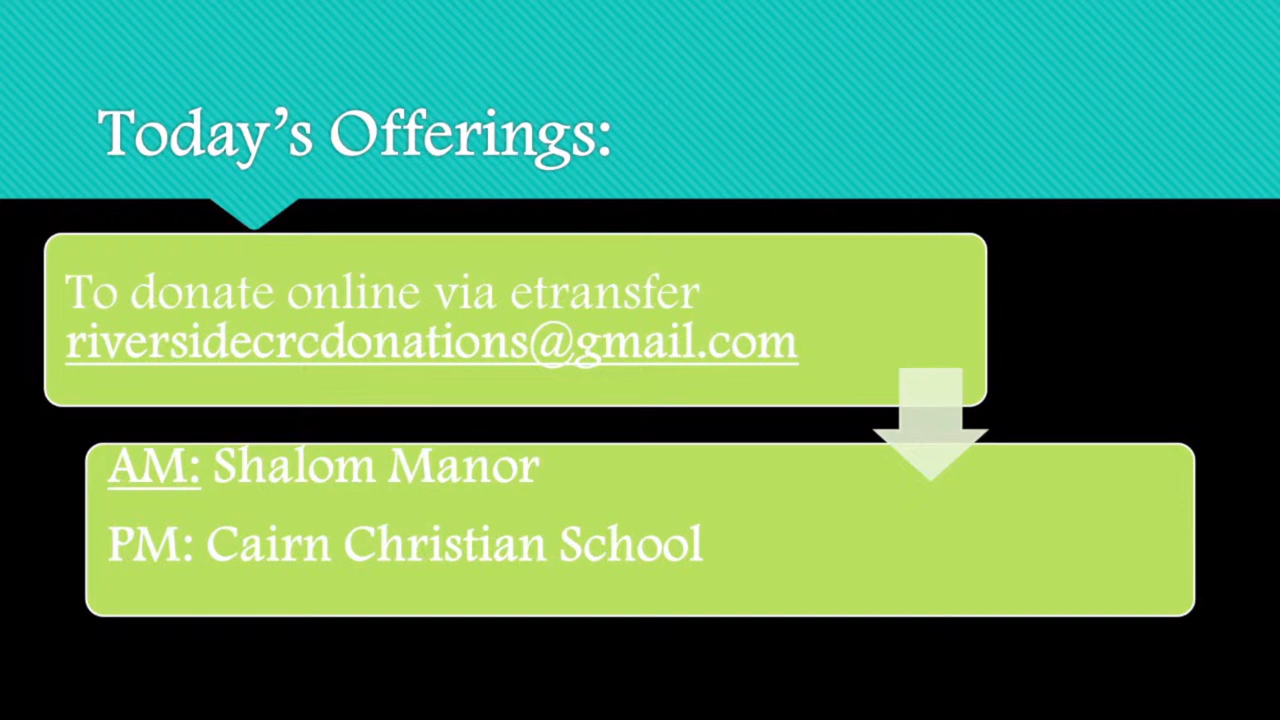 Today’s Offerings:
To donate online via etransfer
riversidecrcdonations@gmail.com
AM: Shalom Manor
PM: Cairn Christian School